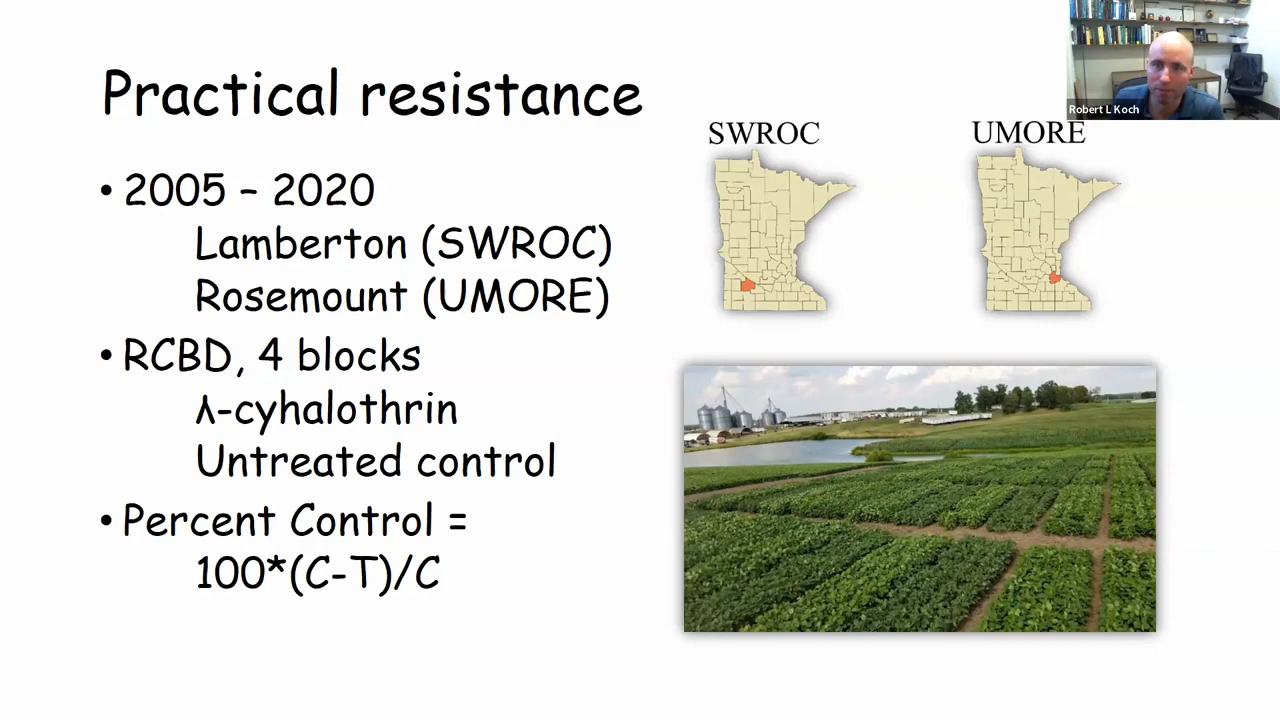 Practical resistance
• 2005 – 2020
Lamberton (SWROC)
Rosemount (UMORE)
• RCBD, 4 blocks
λ-cyhalothrin
Untreated control
• Percent Control =
100*(C-T)/C
SWROC
UMORE
Robert L Koch